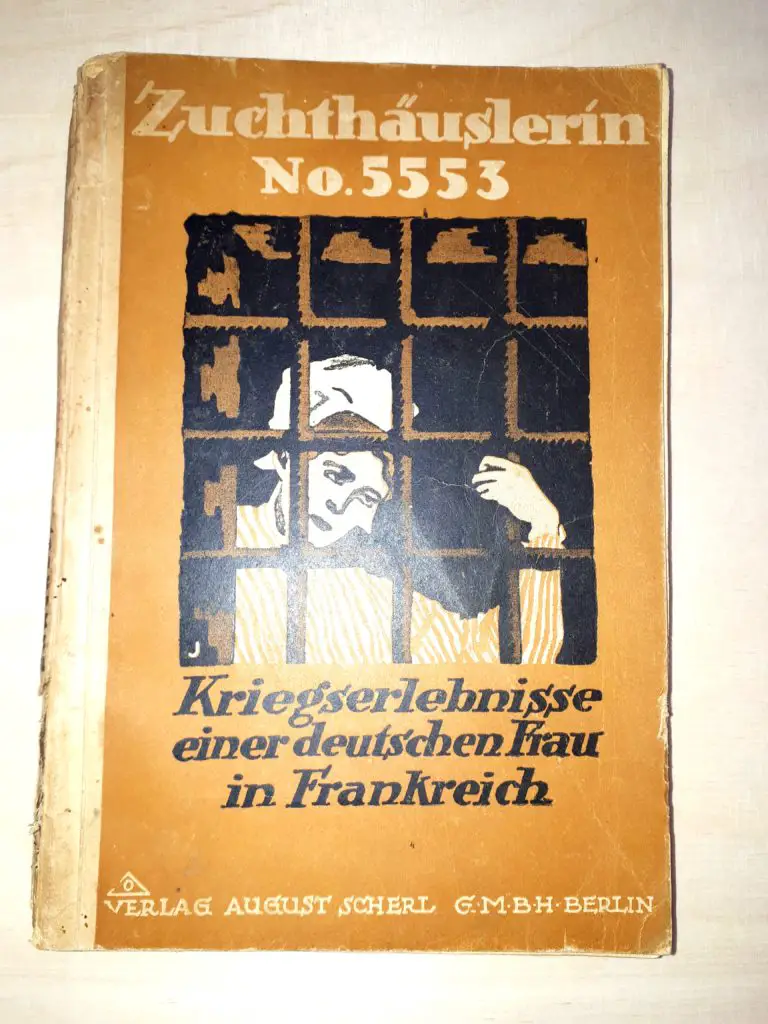 Zuchthäuslerin
No. 5553
J
Kriegserlebnisse
einer deutschen Frau
in Frankreich
O
VERLAG AUGUST SCHERL G·M·B·H·BERLIN